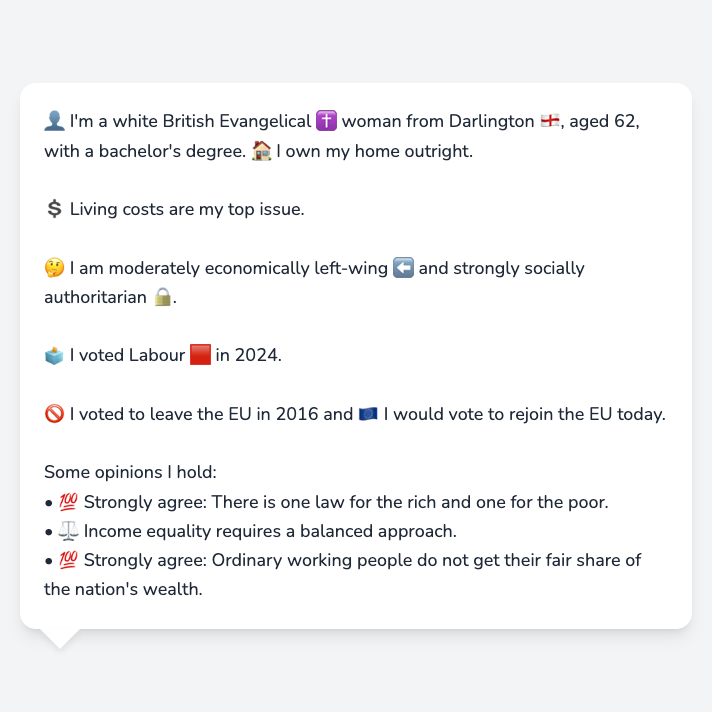 👤 I'm a white British Evangelical ✝️ woman from Darlington 🏴󠁧󠁢󠁥󠁮󠁧󠁿, aged 62,
with a bachelor's degree. 🏠 I own my home outright.
💲 Living costs are my top issue.
🤔 I am moderately economically left-wing ⬅️ and strongly socially
authoritarian 🔒.
🗳️ I voted Labour 🟥 in 2024.
🚫 I voted to leave the EU in 2016 and 🇪🇺 I would vote to rejoin the EU today.
Some opinions I hold:
• 💯 Strongly agree: There is one law for the rich and one for the poor.
• ⚖️ Income equality requires a balanced approach.
• 💯 Strongly agree: Ordinary working people do not get their fair share of
the nation's wealth.